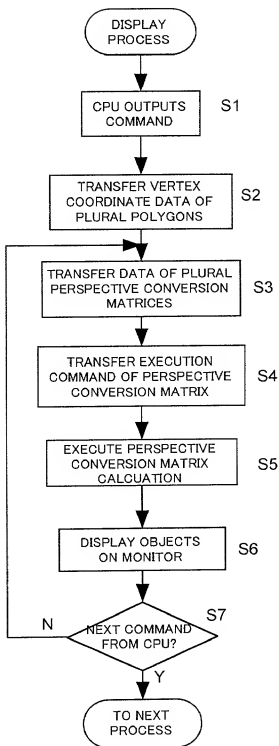 DISPLAY
PROCESS
CPU OUTPUTS
COMMAND
S1
TRANSFER VERTEX
COORDINATE DATA OF
PLURAL POLYGONS
S2
TRANSFER DATA OF PLURAL
PERSPECTIVE CONVERSION
MATRICES
S3
TRANSFER EXECUTION
COMMAND OF PERSPECTIVE
CONVERSION MATRIX
S4
EXECUTE PERSPECTIVE
CONVERSION MATRIX
CALCUATION
S5
DISPLAY OBJECTS
ON MONITOR
S6
S7
N
NEXT COMMAND
FROM CPU?
Y
TO NEXT
PROCESS